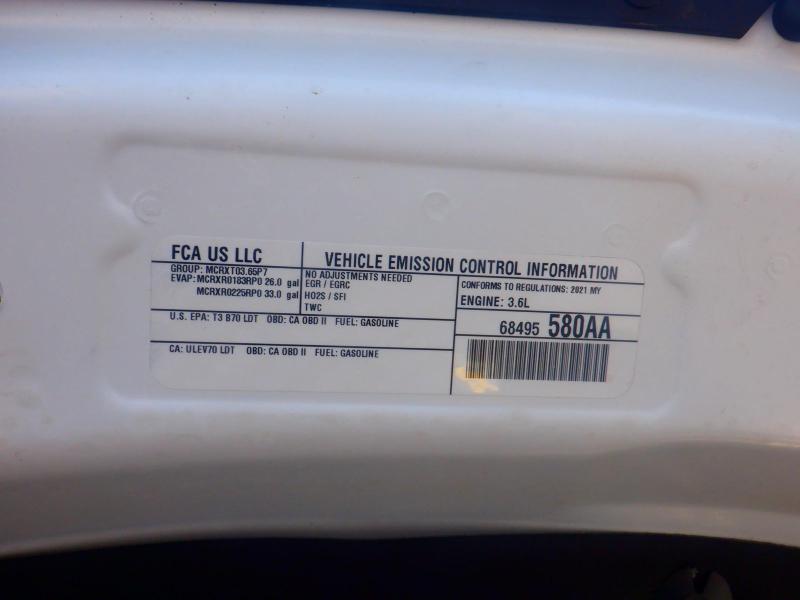 FCA US LLC
GROUP: MCRXT03.65P7
EVAP: MCRXR0183RP0 26.0 gal
MCRXR0225RP0 33.0 gal
VEHICLE EMISSION CONTROL INFORMATION
NO ADJUSTMENTS NEEDED
EGR / EGRC
HO2S / SFI
TWC
CONFORMS TO REGULATIONS: 2021 MY
ENGINE: 3.6L
U.S. EPA: T3 B70 LDT OBD: CA OBD II FUEL: GASOLINE
CA: ULEV70 LDT OBD: CA OBD II FUEL: GASOLINE
68495 580AA